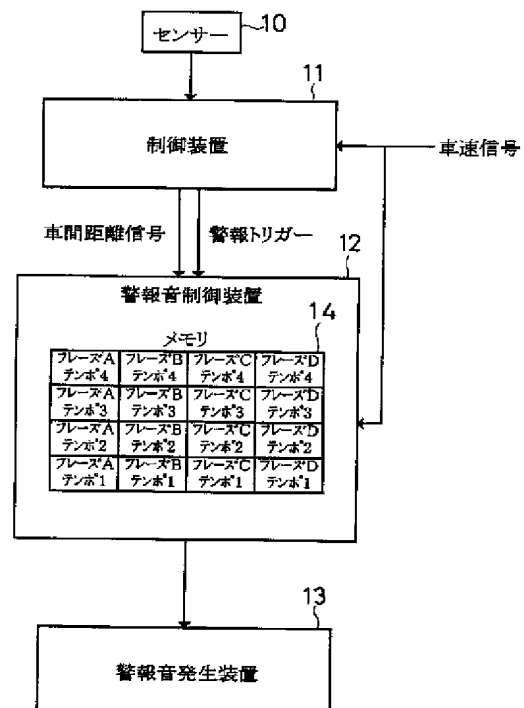 センサー
10
11
制御装置
車速信号
車間距離信号
警報トリガー
12
警報音制御装置
メモリ
14
フレーズA フレーズB フレーズC フレーズD
テンポ4 テンポ4 テンポ4 テンポ4
フレーズA フレーズB フレーズC フレーズD
テンポ3 テンポ3 テンポ3 テンポ3
フレーズA フレーズB フレーズC フレーズD
テンポ2 テンポ2 テンポ2 テンポ2
フレーズA フレーズB フレーズC フレーズD
テンポ1 テンポ1 テンポ1 テンポ1
13
警報音発生装置